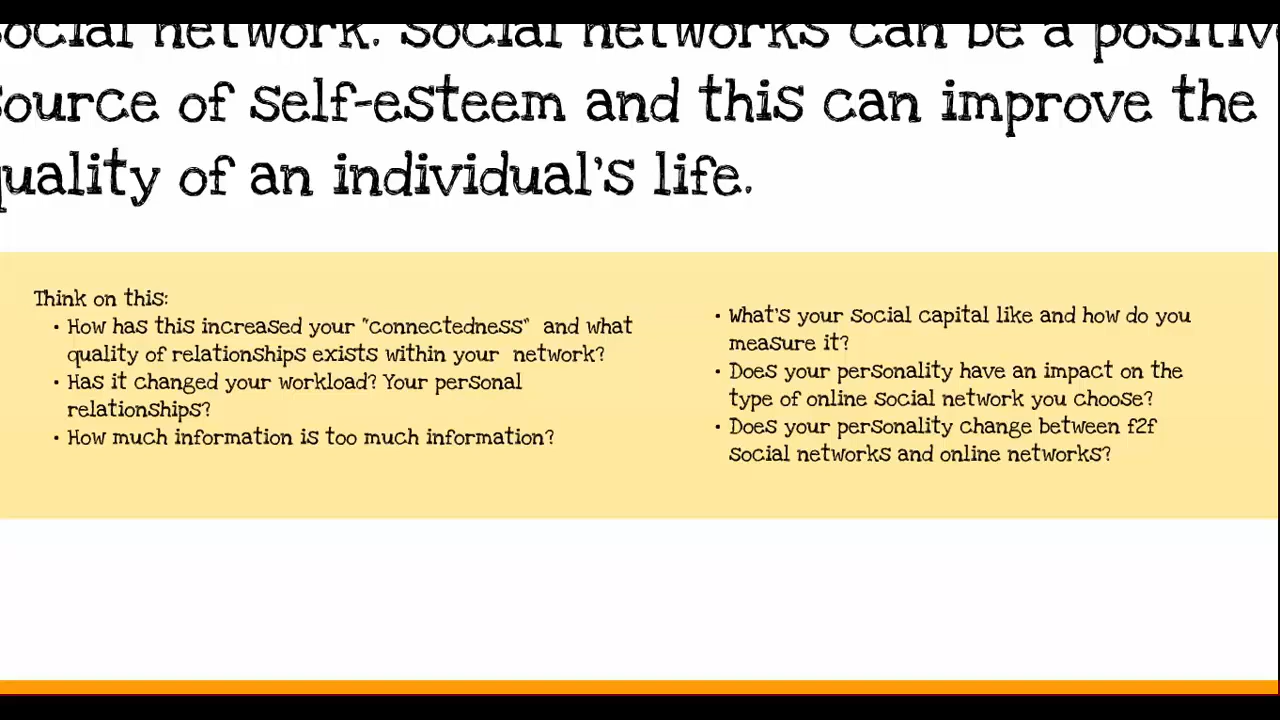 social network. Social networks can be a positive
source of self-esteem and this can improve the
quality of an individual's life.
Think on this:
• How has this increased your "connectedness" and what
quality of relationships exists within your network?
• Has it changed your workload? Your personal
relationships?
• How much information is too much information?
• What's your social capital like and how do you
measure it?
• Does your personality have an impact on the
type of online social network you choose?
• Does your personality change between f2f
social networks and online networks?